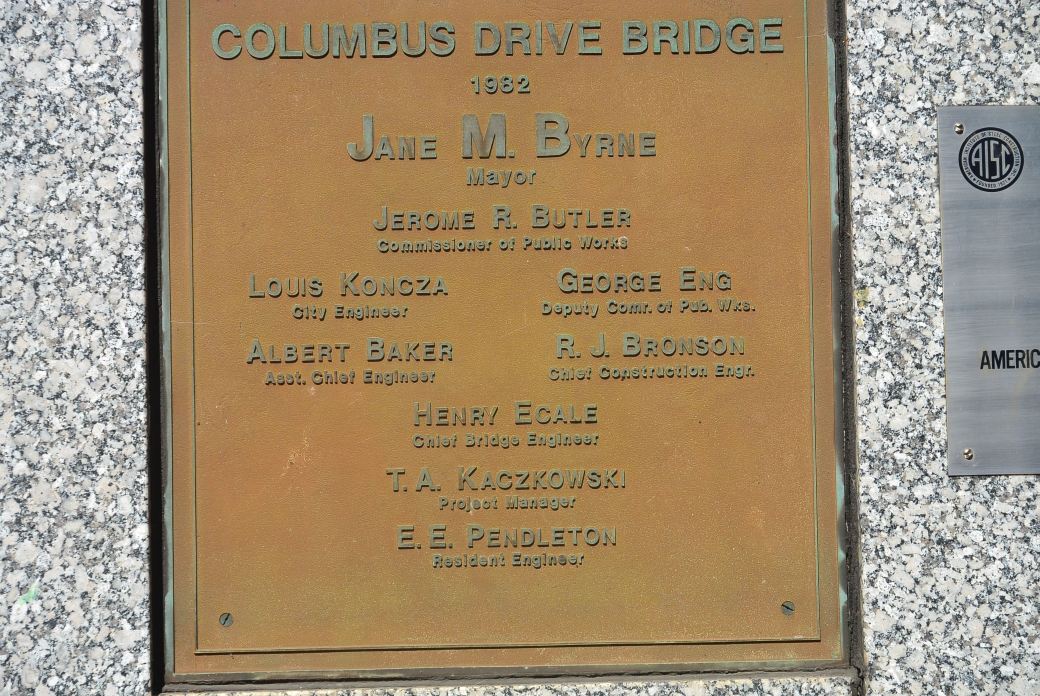 COLUMBUS DRIVE BRIDGE
1982
JANE M. BYRNE
Mayor
JEROME R. BUTLER
Commissioner of Public Works
LOUIS KONCZA GEORGE ENG
City Engineer Deputy Comr. of Pub. Wks.
ALBERT BAKER R. J. BRONSON
Asst. Chief Engineer Chief Construction Engr.
HENRY ECALE
Chief Bridge Engineer
T. A. KACZKOWSKI
Project Manager
E. E. PENDLETON
Resident Engineer
AISC
AMERIC